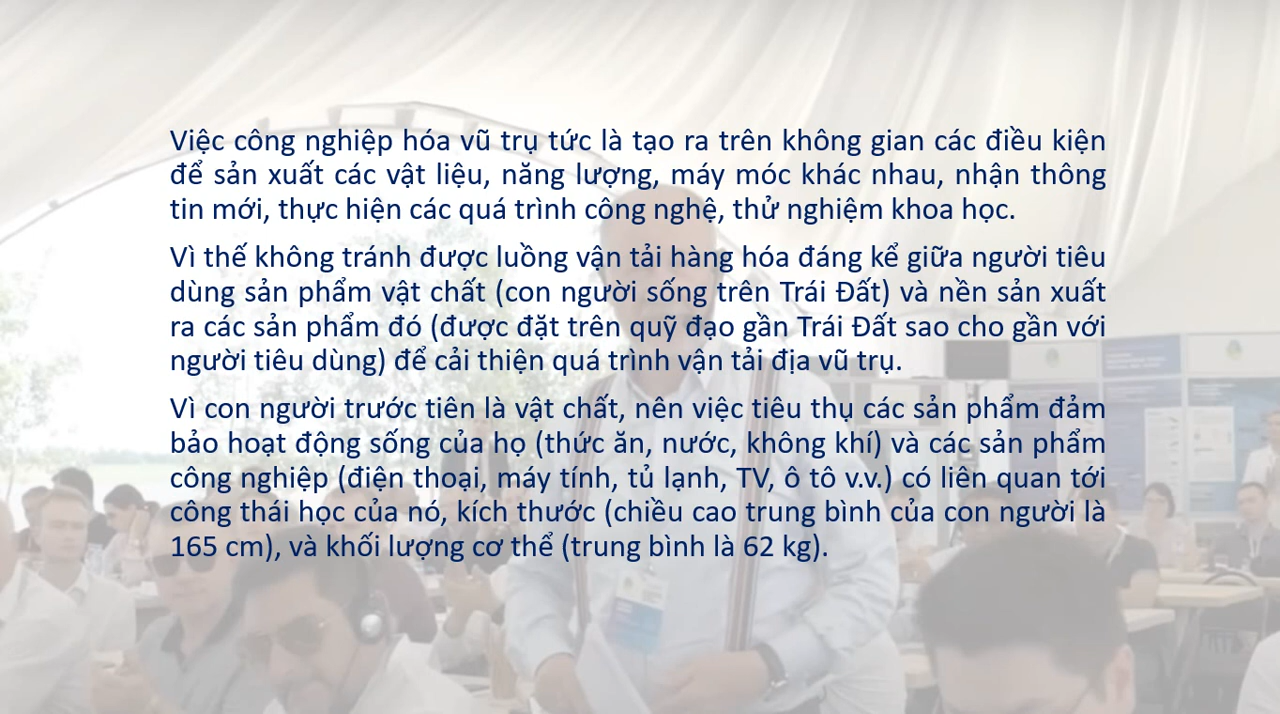 Việc công nghiệp hóa vũ trụ tức là tạo ra trên không gian các điều kiện
để sản xuất các vật liệu, năng lượng, máy móc khác nhau, nhận thông
tin mới, thực hiện các quá trình công nghệ, thử nghiệm khoa học.
Vì thế không tránh được luồng vận tải hàng hóa đáng kể giữa người tiêu
dùng sản phẩm vật chất (con người sống trên Trái Đất) và nền sản xuất
ra các sản phẩm đó (được đặt trên quỹ đạo gần Trái Đất sao cho gần với
người tiêu dùng) để cải thiện quá trình vận tải địa vũ trụ.
Vì con người trước tiên là vật chất, nên việc tiêu thụ các sản phẩm đảm
bảo hoạt động sống của họ (thức ăn, nước, không khí) và các sản phẩm
công nghiệp (điện thoại, máy tính, tủ lạnh, TV, ô tô v.v.) có liên quan tới
công thái học của nó, kích thước (chiều cao trung bình của con người là
165 cm), và khối lượng cơ thể (trung bình là 62 kg).